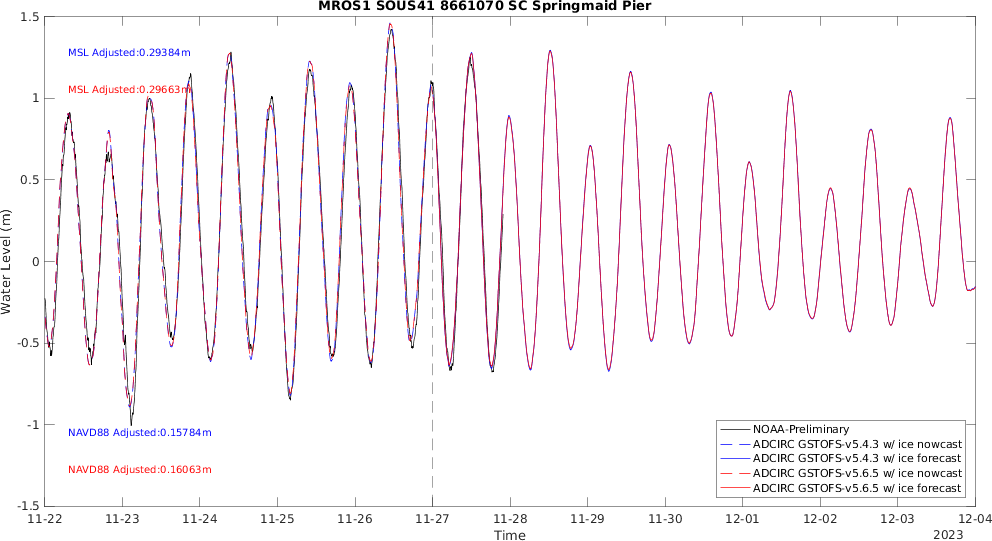 MROS1 SOUS41 8661070 SC Springmaid Pier
1.5
MSL Adjusted:0.29384m
MSL Adjusted:0.29663m
1
0.5
0
-0.5
-1
-1.5
Water Level (m)
NAVD88 Adjusted:0.15784m
NAVD88 Adjusted:0.16063m
NOAA-Preliminary
ADCIRC GSTOFS-v5.4.3 w/ ice nowcast
ADCIRC GSTOFS-v5.4.3 w/ ice forecast
ADCIRC GSTOFS-v5.6.5 w/ ice nowcast
ADCIRC GSTOFS-v5.6.5 w/ ice forecast
11-22 11-23 11-24 11-25 11-26 11-27 11-28 11-29 11-30 12-01 12-02 12-03 12-04
Time
2023